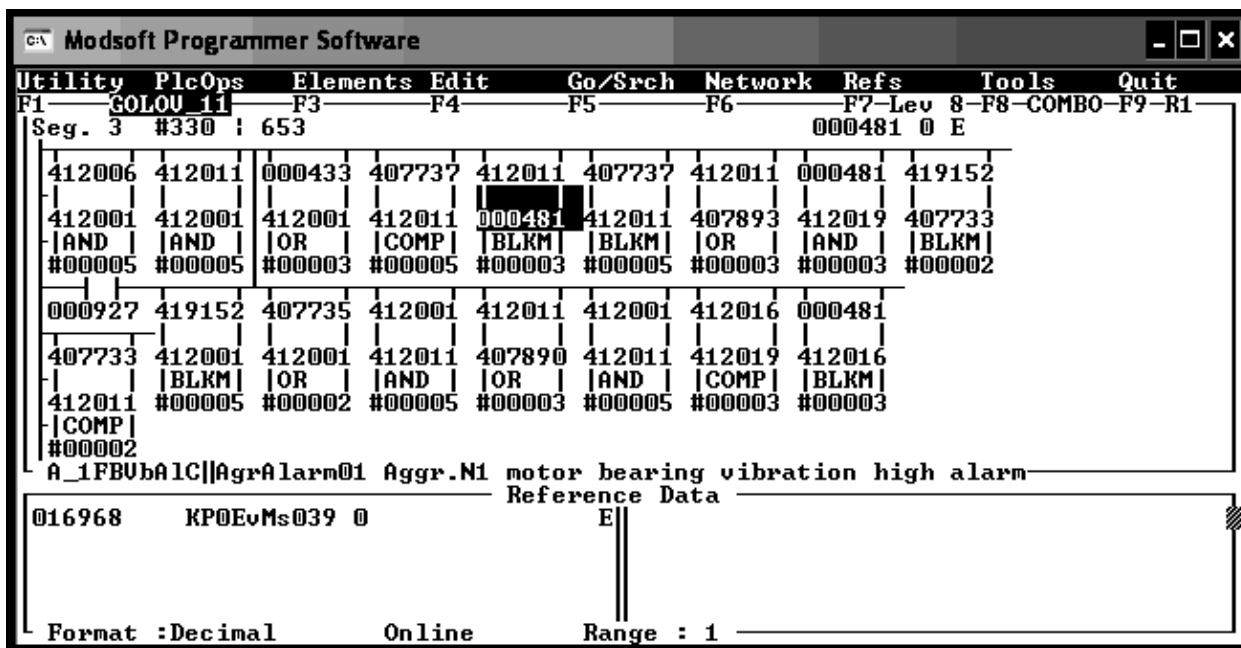 Modsoft Programmer Software
Utility PlcOps Elements Edit Go/Srch Network Refs Tools Quit
F1 GOLOV_11 F3 F4 F5 F6 F7-Lev 8-F8-COMBO-F9-R1
Seg. 3 #330 : 653 000481 0 E
412006 412011 000433 407737 412011 407737 412011 000481 419152
412001 412001 412001 412011 000481 412011 407893 412019 407733
AND AND OR COMP BLKM BLKM OR AND BLKM
#00005 #00005 #00003 #00005 #00003 #00005 #00003 #00003 #00002
000927 419152 407735 412001 412011 412001 412016 000481
407733 412001 412001 412011 407890 412011 412019 412016
BLKM OR AND OR AND COMP BLKM
412011 #00005 #00002 #00005 #00003 #00005 #00003 #00003
COMP
#00002
A_1FBVbAlC||AgrAlarm01 Aggr.N1 motor bearing vibration high alarm
Reference Data
016968 KP0EvMs039 0 E
Format :Decimal Online Range : 1